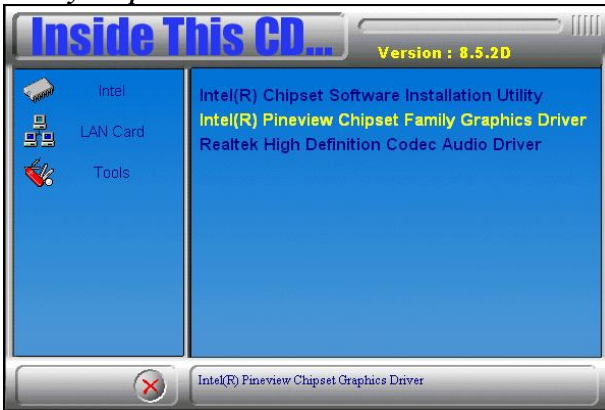 Inside This CD...
Version : 8.5.2D
Intel
LAN Card
Tools
Intel(R) Chipset Software Installation Utility
Intel(R) Pineview Chipset Family Graphics Driver
Realtek High Definition Codec Audio Driver
Intel(R) Pineview Chipset Graphics Driver